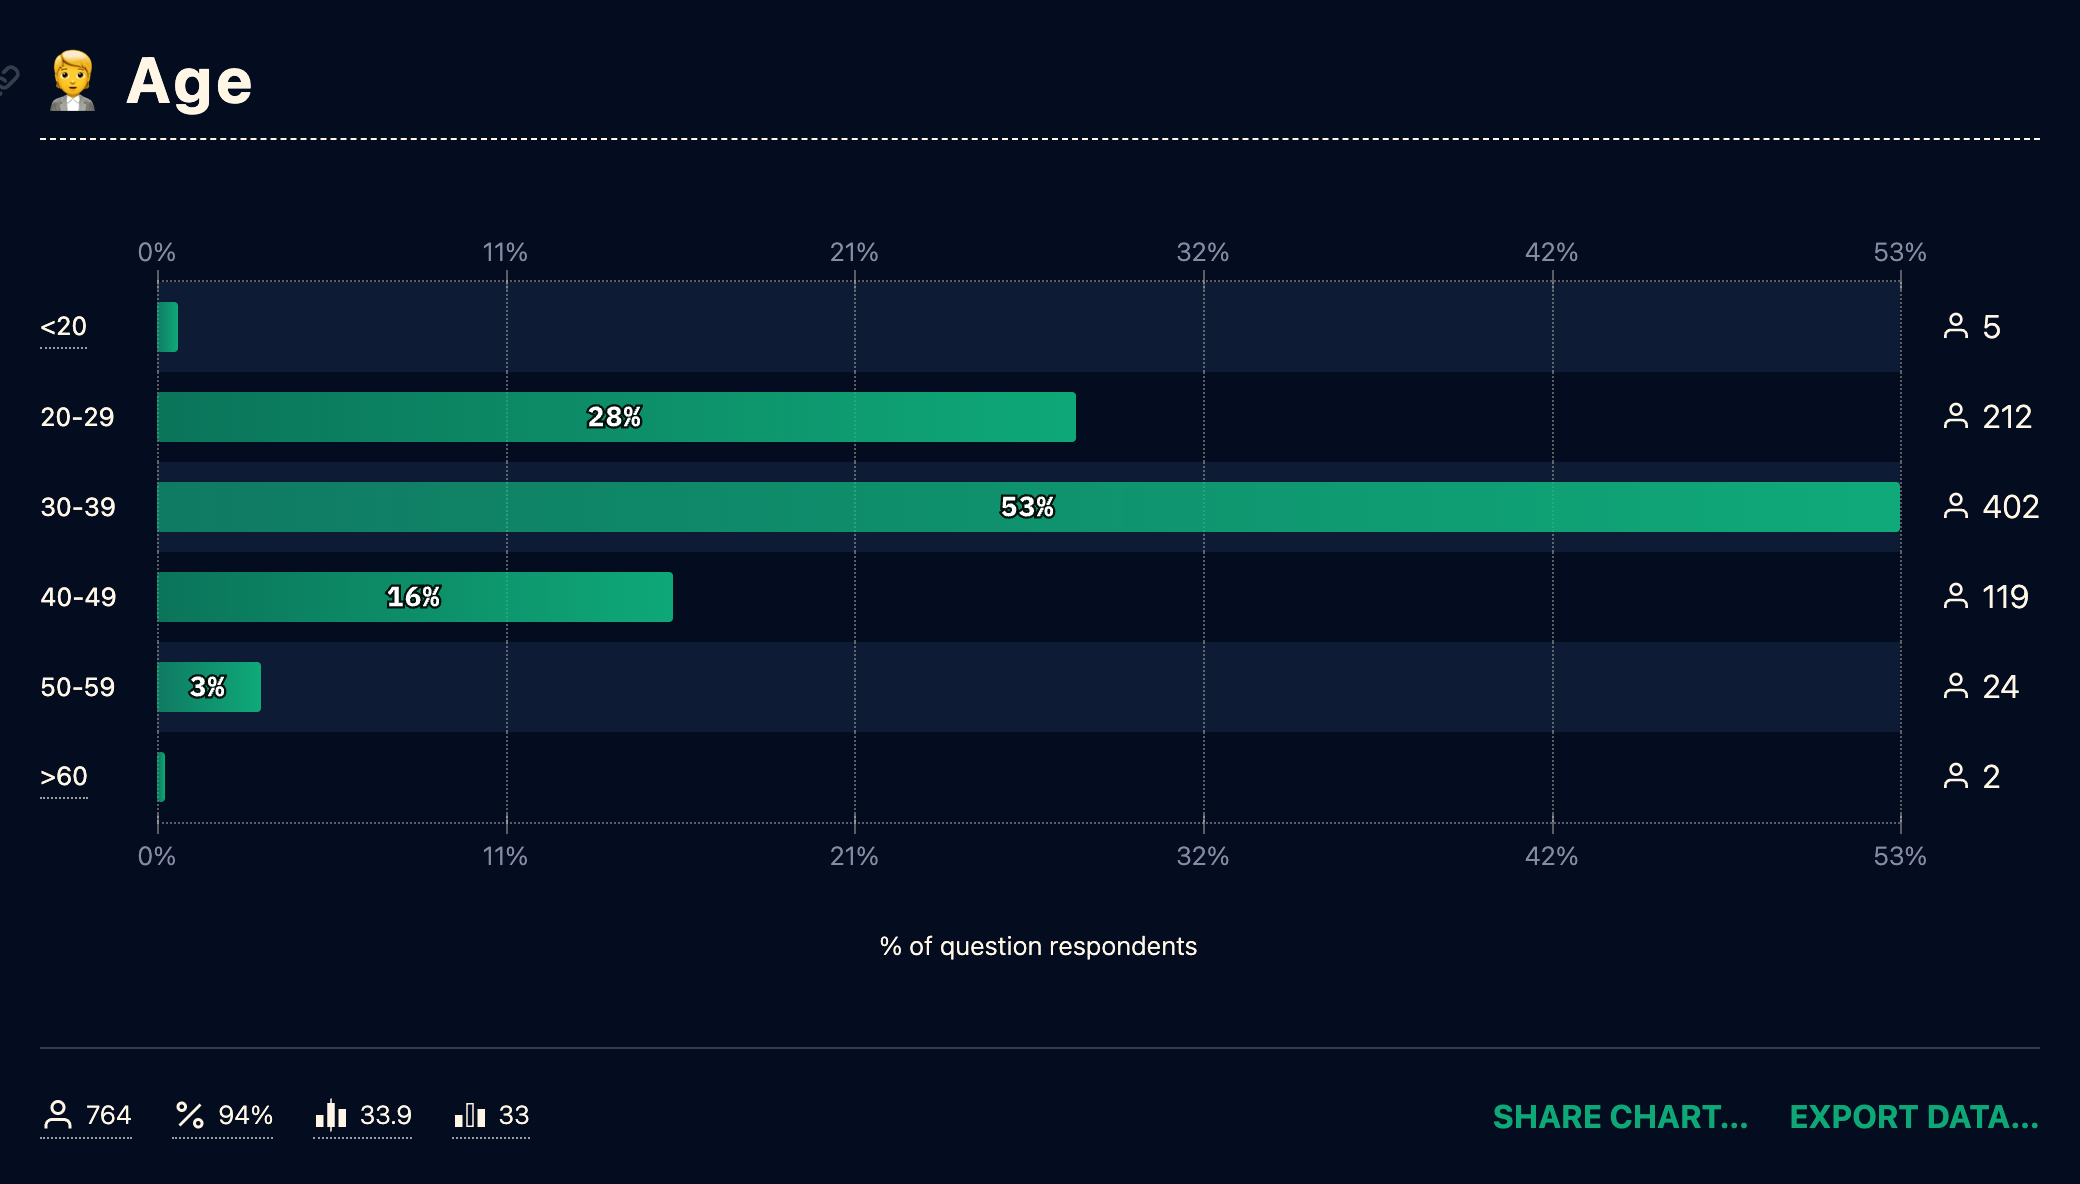 Age
0% 11% 21% 32% 42% 53%
<20 5
20-29 28% 212
30-39 53% 402
40-49 16% 119
50-59 3% 24
>60 2
0% 11% 21% 32% 42% 53%
% of question respondents
764 94% 33.9 33 SHARE CHART... EXPORT DATA...